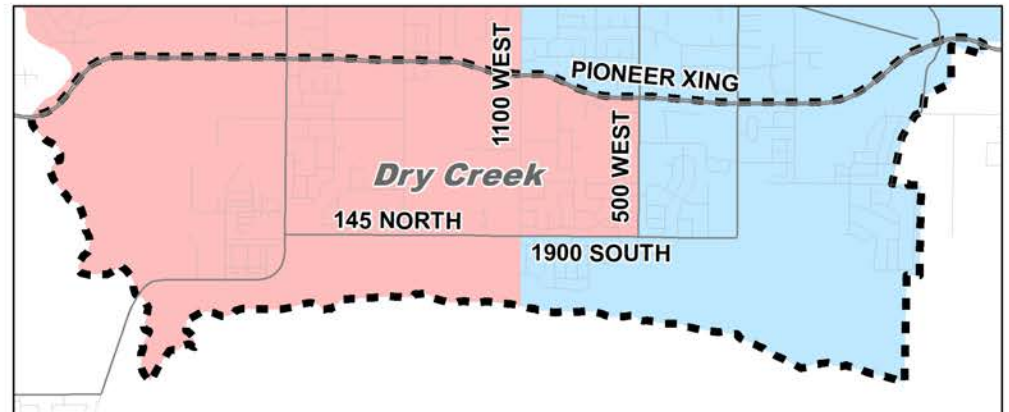 PIONEER XING
1100 WEST
500 WEST
Dry Creek
145 NORTH
1900 SOUTH